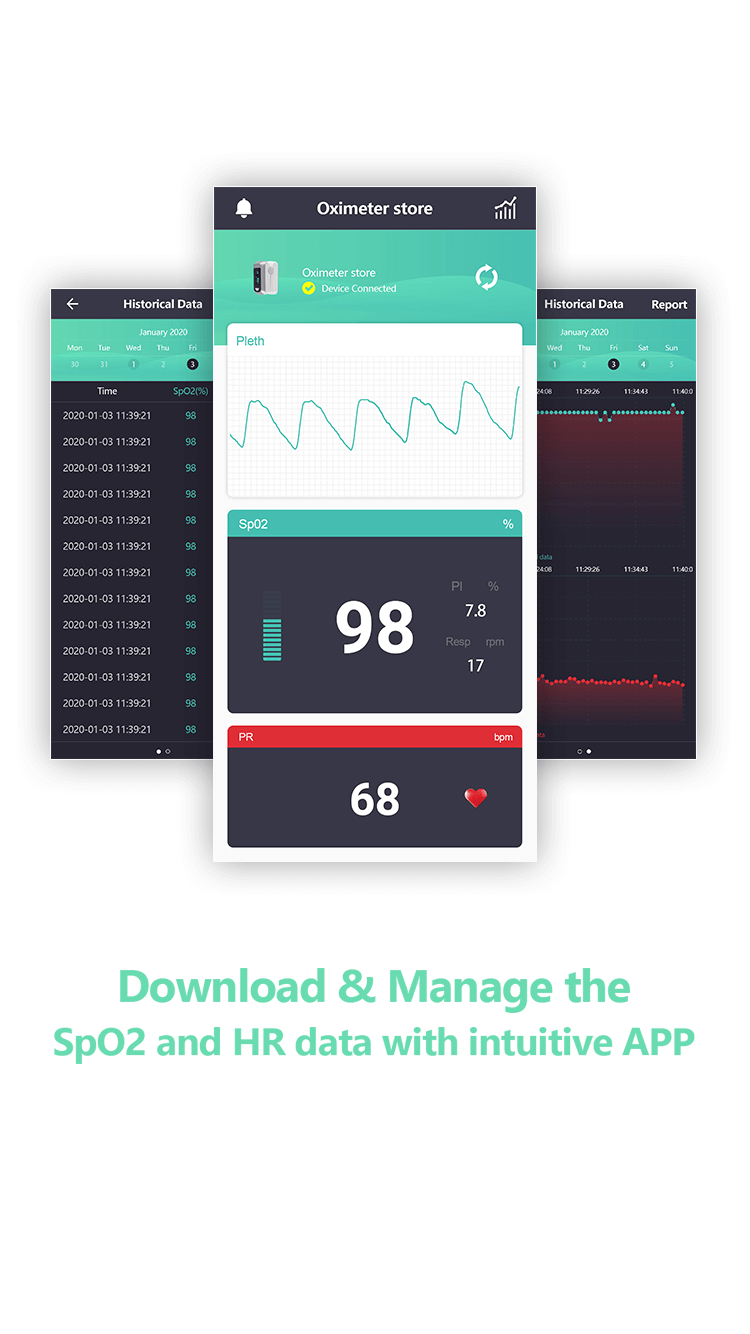 Oximeter store
Oximeter store
Device Connected
Pleth
Sp02 %
PI %
7.8
98
Resp rpm
17
PR bpm
68
Historical Data
January 2020
Mon Tue Wed Thu Fri
30 31 1 2 3
Time SpO2(%)
2020-01-03 11:39:21 98
2020-01-03 11:39:21 98
2020-01-03 11:39:21 98
2020-01-03 11:39:21 98
2020-01-03 11:39:21 98
2020-01-03 11:39:21 98
2020-01-03 11:39:21 98
2020-01-03 11:39:21 98
2020-01-03 11:39:21 98
2020-01-03 11:39:21 98
2020-01-03 11:39:21 98
2020-01-03 11:39:21 98
2020-01-03 11:39:21 98
Historical Data Report
January 2020
Wed Thu Fri Sat Sun
1 2 3 4 5
24:08 11:29:26 11:34:43 11:40:0
data
24:08 11:29:26 11:34:43 11:40:0
Download & Manage the
SpO2 and HR data with intuitive APP